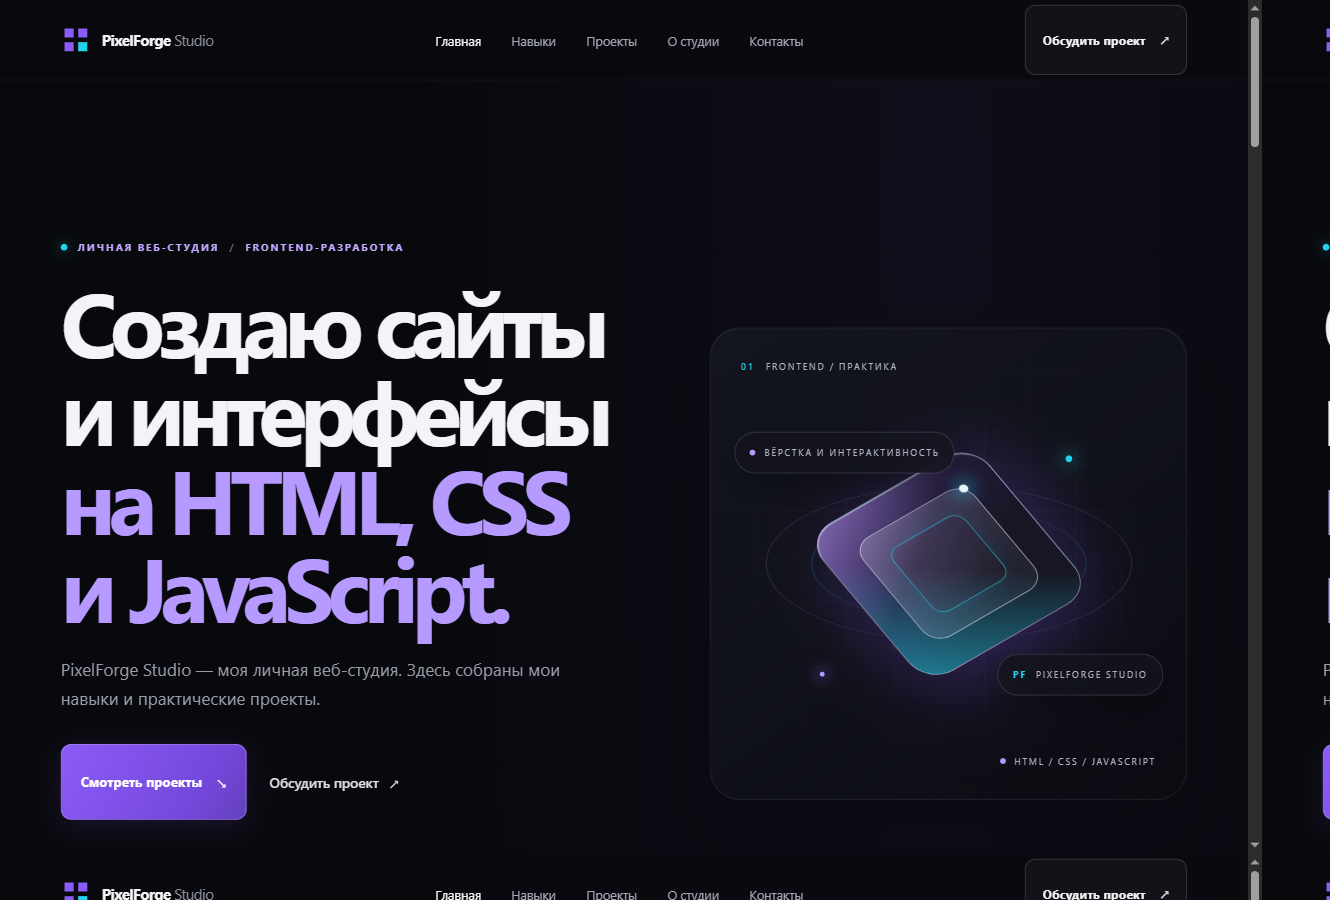 PixelForge Studio
Главная Навыки Проекты О студии Контакты
Обсудить проект ↗
ЛИЧНАЯ ВЕБ-СТУДИЯ / FRONTEND-РАЗРАБОТКА
Создаю сайты
и интерфейсы
на HTML, CSS
и JavaScript.
PixelForge Studio — моя личная веб-студия. Здесь собраны мои
навыки и практические проекты.
Смотреть проекты ↘
Обсудить проект ↗
01 FRONTEND / ПРАКТИКА
ВЁРСТКА И ИНТЕРАКТИВНОСТЬ
PF PIXELFORGE STUDIO
HTML / CSS / JAVASCRIPT
PixelForge Studio
Главная Навыки Проекты О студии Контакты
Обсудить проект ↗